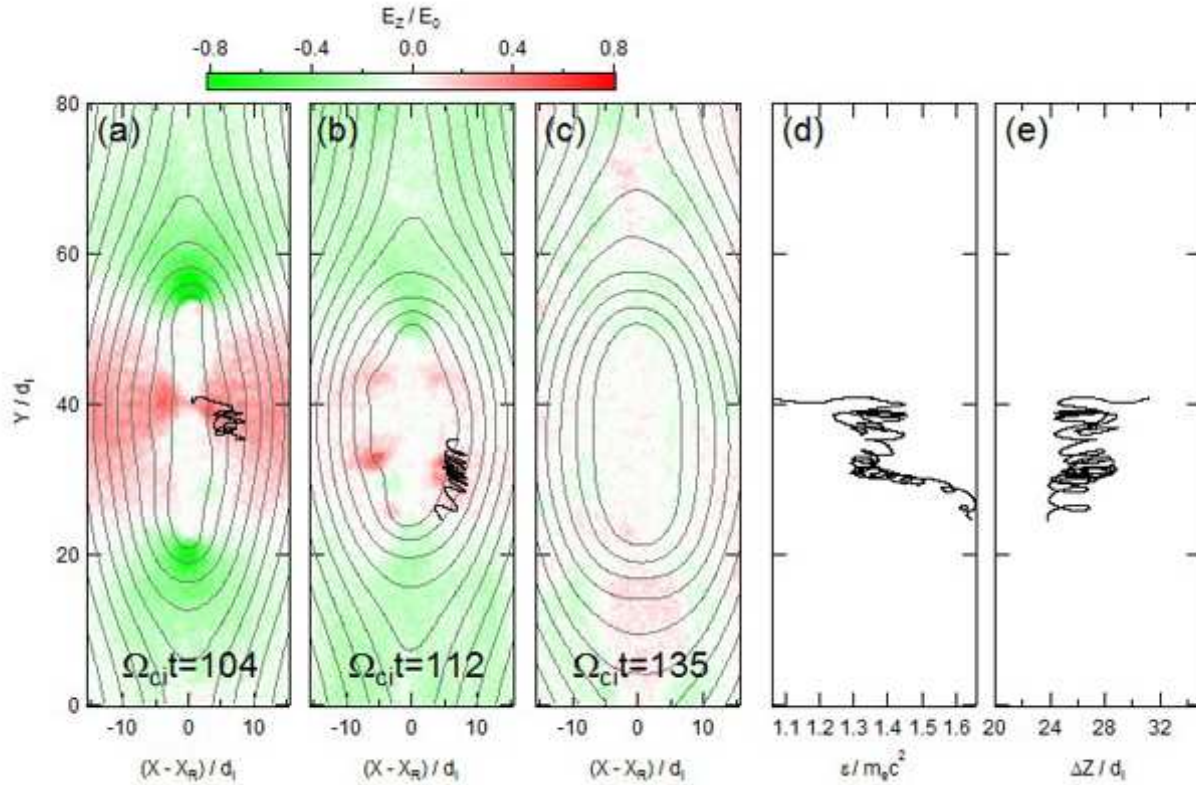 E_Z / E_0
-0.8 -0.4 0.0 0.4 0.8
(a) (b) (c) (d) (e)
80
60
40
20
0
Y / d_i
Ω_ci t=104 Ω_ci t=112 Ω_ci t=135
-10 0 10 -10 0 10 -10 0 10 1.1 1.2 1.3 1.4 1.5 1.6 20 24 28 32
(X - X_R) / d_i (X - X_R) / d_i (X - X_R) / d_i ε / m_e c^2 ΔZ / d_i